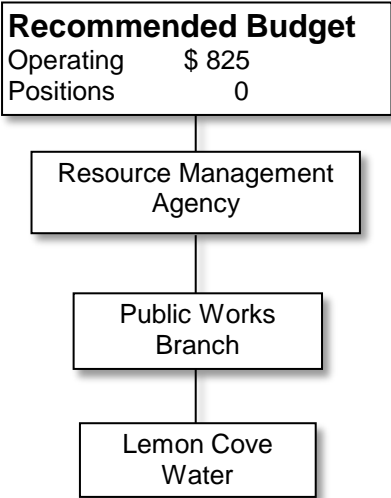 Recommended Budget
Operating $ 825
Positions 0
Resource Management
Agency
Public Works
Branch
Lemon Cove
Water